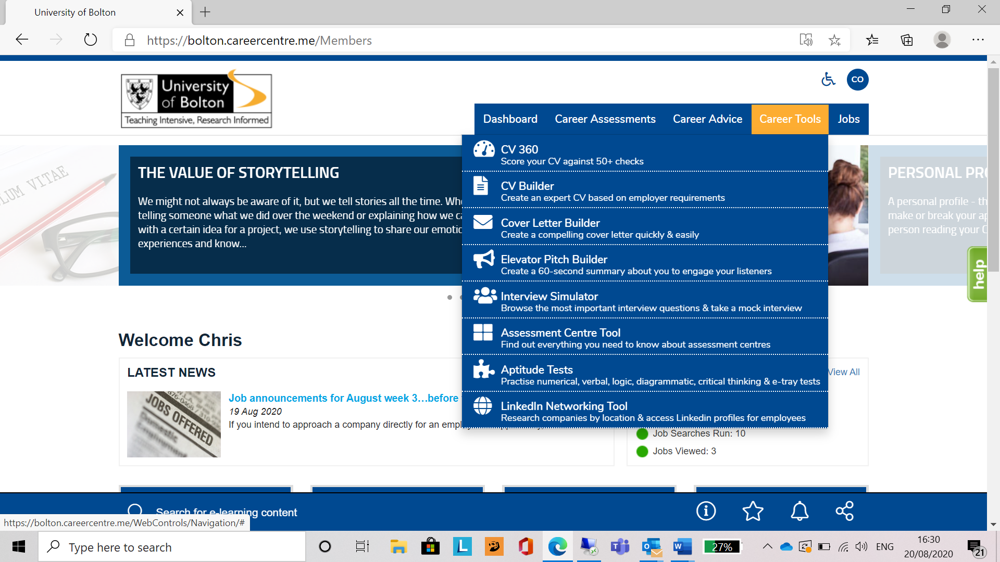 University of Bolton
https://bolton.careercentre.me/Members
University
of Bolton
Teaching Intensive, Research Informed
CO
Dashboard
Career Assessments
Career Advice
Career Tools
Jobs
CV 360
Score your CV against 50+ checks
CV Builder
Create an expert CV based on employer requirements
Cover Letter Builder
Create a compelling cover letter quickly & easily
Elevator Pitch Builder
Create a 60-second summary about you to engage your listeners
Interview Simulator
Browse the most important interview questions & take a mock interview
Assessment Centre Tool
Find out everything you need to know about assessment centres
Aptitude Tests
Practise numerical, verbal, logic, diagrammatic, critical thinking & e-tray tests
LinkedIn Networking Tool
Research companies by location & access Linkedin profiles for employees
LUM VITAE
THE VALUE OF STORYTELLING
We might not always be aware of it, but we tell stories all the time. Whe
telling someone what we did over the weekend or explaining how we ca
with a certain idea for a project, we use storytelling to share our emotic
experiences and know...
PERSONAL PR
A personal profile - th
make or break your ap
person reading your C
help
Welcome Chris
LATEST NEWS
View All
JOBS OFFERED
Domestic
Job announcements for August week 3...before
19 Aug 2020
If you intend to approach a company directly for an empl
Job Searches Run: 10
Jobs Viewed: 3
Search for e-learning content
https://bolton.careercentre.me/WebControls/Navigation/#
Type here to search
27%
ENG
16:30
20/08/2020
21